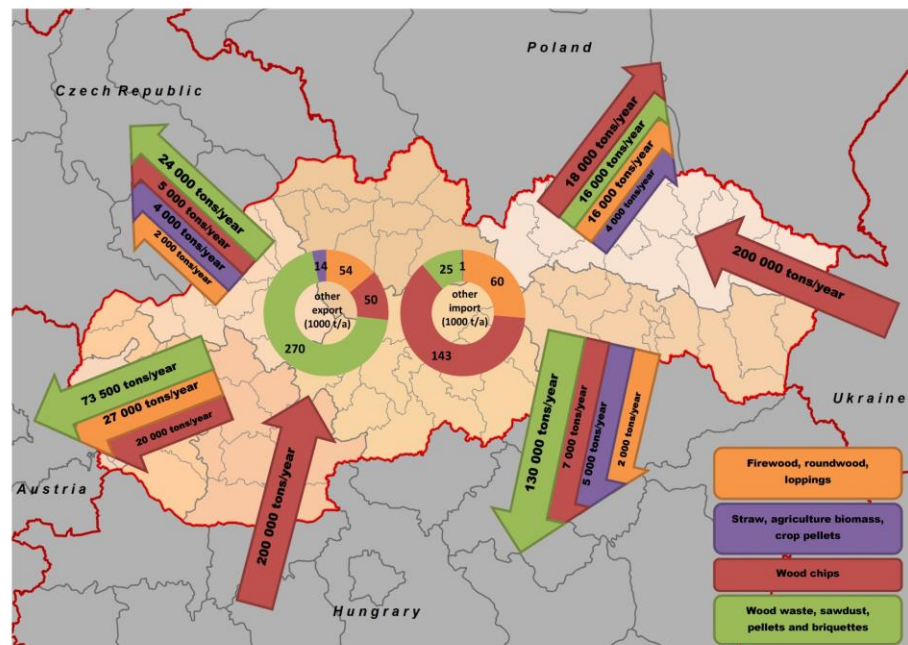 Poland
Czech Republic
24 000 tons/year
5 000 tons/year
4 000 tons/year
2 000 tons/year
18 000 tons/year
16 000 tons/year
16 000 tons/year
4 000 tons/year
200 000 tons/year
14
54
50
270
other
export
(1000 t/a)
25
1
60
143
other
import
(1000 t/a)
73 500 tons/year
27 000 tons/year
20 000 tons/year
200 000 tons/year
130 000 tons/year
7 000 tons/year
5 000 tons/year
2 000 tons/year
Ukraine
Austria
Hungrary
Firewood, roundwood,
loppings
Straw, agriculture biomass,
crop pellets
Wood chips
Wood waste, sawdust,
pellets and briquettes